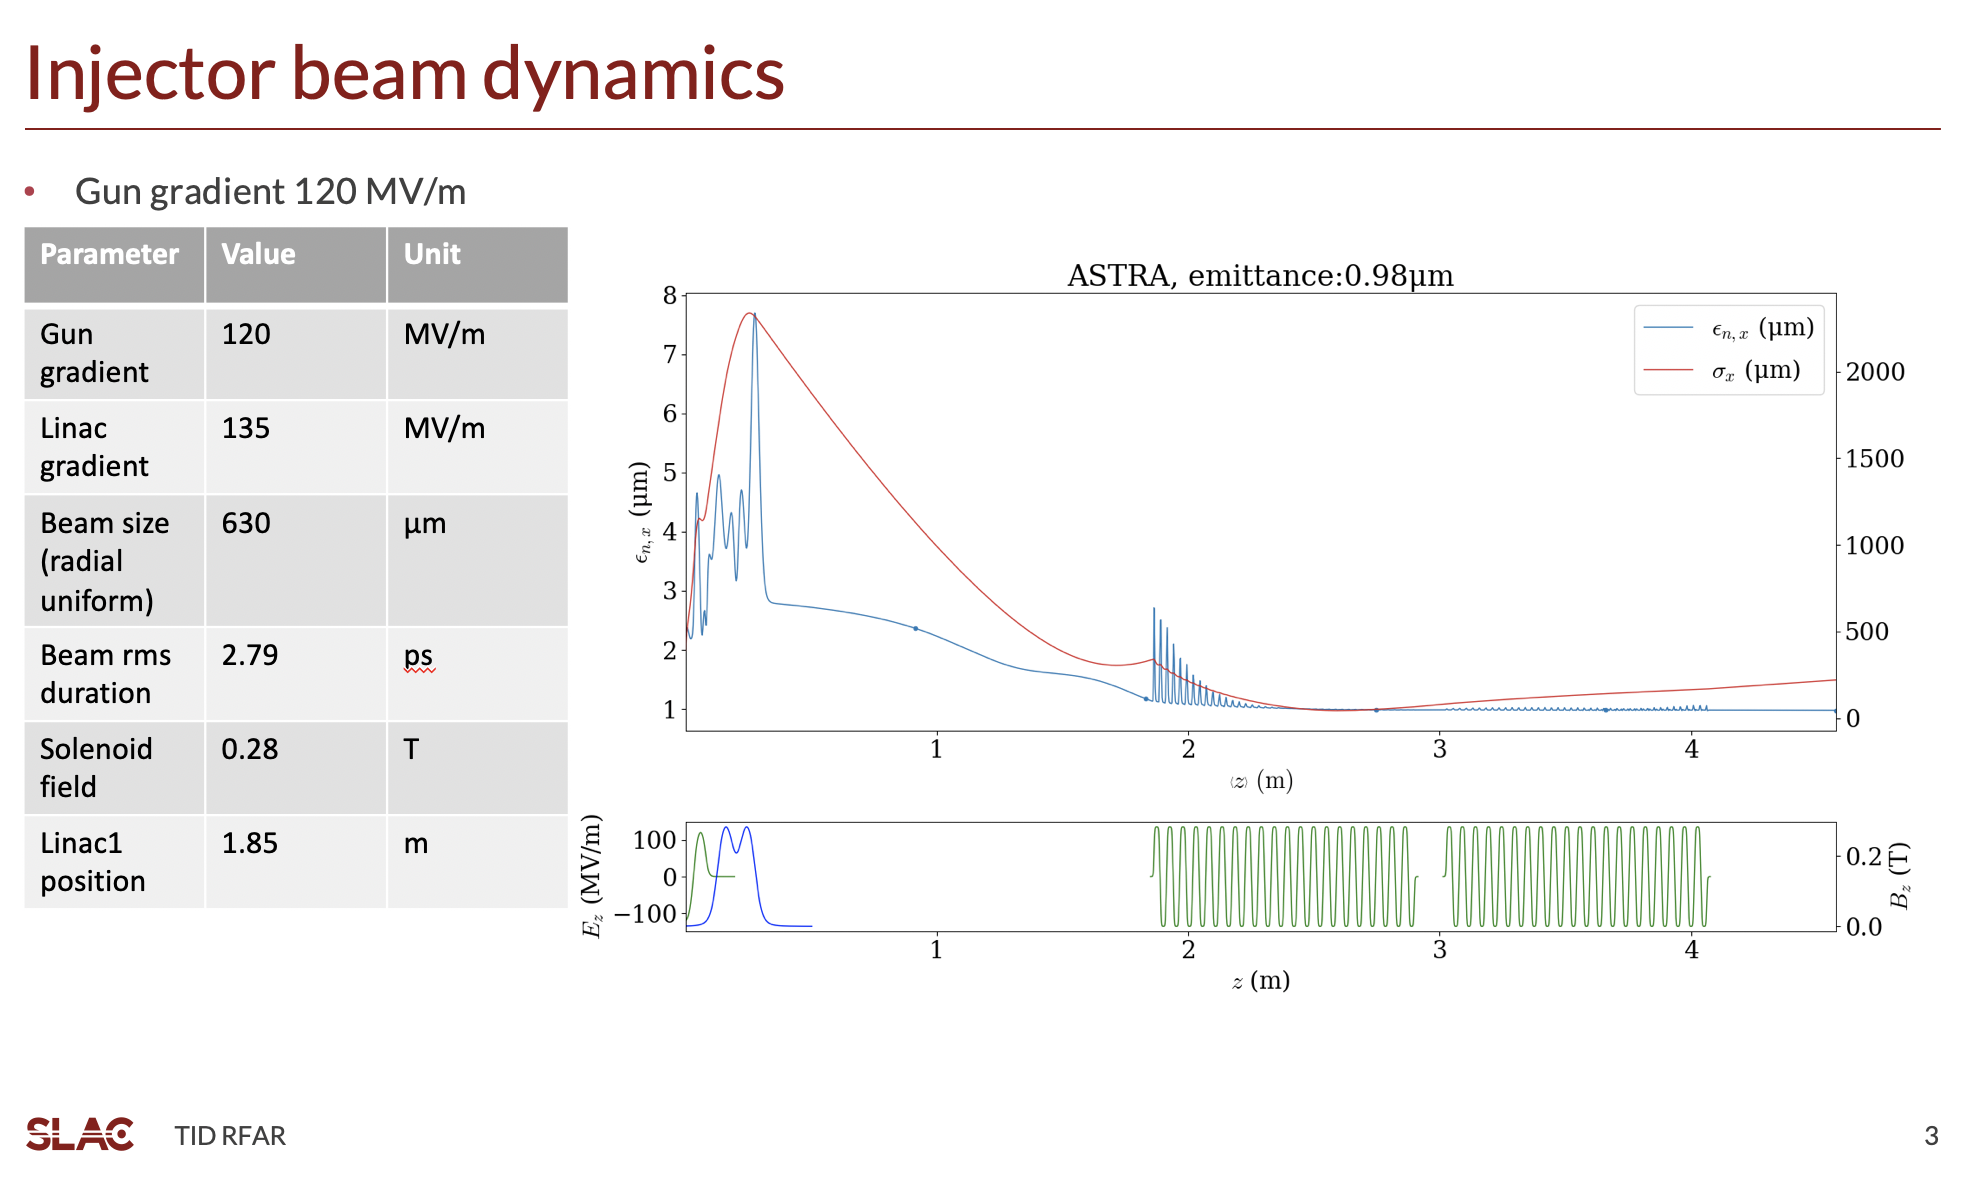 Injector beam dynamics
• Gun gradient 120 MV/m
Parameter Value Unit
Gun gradient 120 MV/m
Linac gradient 135 MV/m
Beam size (radial uniform) 630 µm
Beam rms duration 2.79 ps
Solenoid field 0.28 T
Linac1 position 1.85 m
ASTRA, emittance:0.98µm
8
7
6
5
4
3
2
1
ϵn, x (µm)
ϵn, x (µm)
σx (µm)
2000
1500
1000
500
0
1 2 3 4
⟨z⟩ (m)
100
0
−100
Ez (MV/m)
0.2
0.0
Bz (T)
1 2 3 4
z (m)
SLAC TID RFAR 3